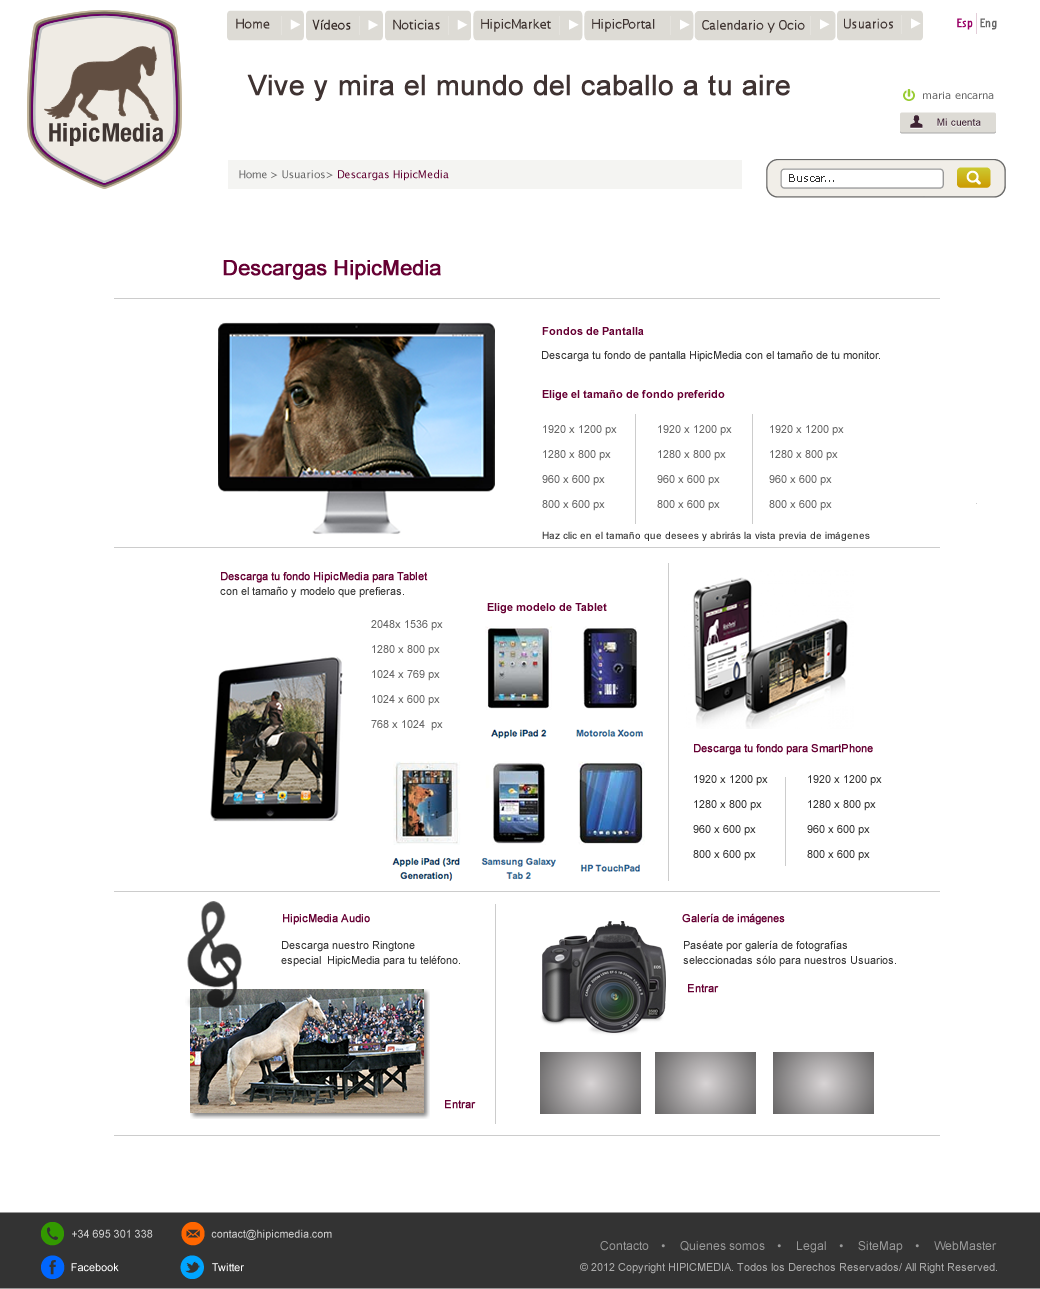 Home
Vídeos
Noticias
HipicMarket
HipicPortal
Calendario y Ocio
Usuarios
Esp
Eng
HipicMedia
Vive y mira el mundo del caballo a tu aire
maria encarna
Mi cuenta
Home > Usuarios> Descargas HipicMedia
Buscar...
Descargas HipicMedia
Fondos de Pantalla
Descarga tu fondo de pantalla HipicMedia con el tamaño de tu monitor.
Elige el tamaño de fondo preferido
1920 x 1200 px
1280 x 800 px
960 x 600 px
800 x 600 px
1920 x 1200 px
1280 x 800 px
960 x 600 px
800 x 600 px
1920 x 1200 px
1280 x 800 px
960 x 600 px
800 x 600 px
Haz clic en el tamaño que desees y abrirás la vista previa de imágenes
Descarga tu fondo HipicMedia para Tablet
con el tamaño y modelo que prefieras.
2048x 1536 px
1280 x 800 px
1024 x 769 px
1024 x 600 px
768 x 1024 px
Elige modelo de Tablet
Apple iPad 2
Motorola Xoom
Apple iPad (3rd
Generation)
Samsung Galaxy
Tab 2
HP TouchPad
Descarga tu fondo para SmartPhone
1920 x 1200 px
1280 x 800 px
960 x 600 px
800 x 600 px
1920 x 1200 px
1280 x 800 px
960 x 600 px
800 x 600 px
HipicMedia Audio
Descarga nuestro Ringtone
especial HipicMedia para tu teléfono.
Entrar
Galería de imágenes
Paséate por galería de fotografías
seleccionadas sólo para nuestros Usuarios.
Entrar
+34 695 301 338
contact@hipicmedia.com
Facebook
Twitter
Contacto • Quienes somos • Legal • SiteMap • WebMaster
© 2012 Copyright HIPICMEDIA. Todos los Derechos Reservados/ All Right Reserved.